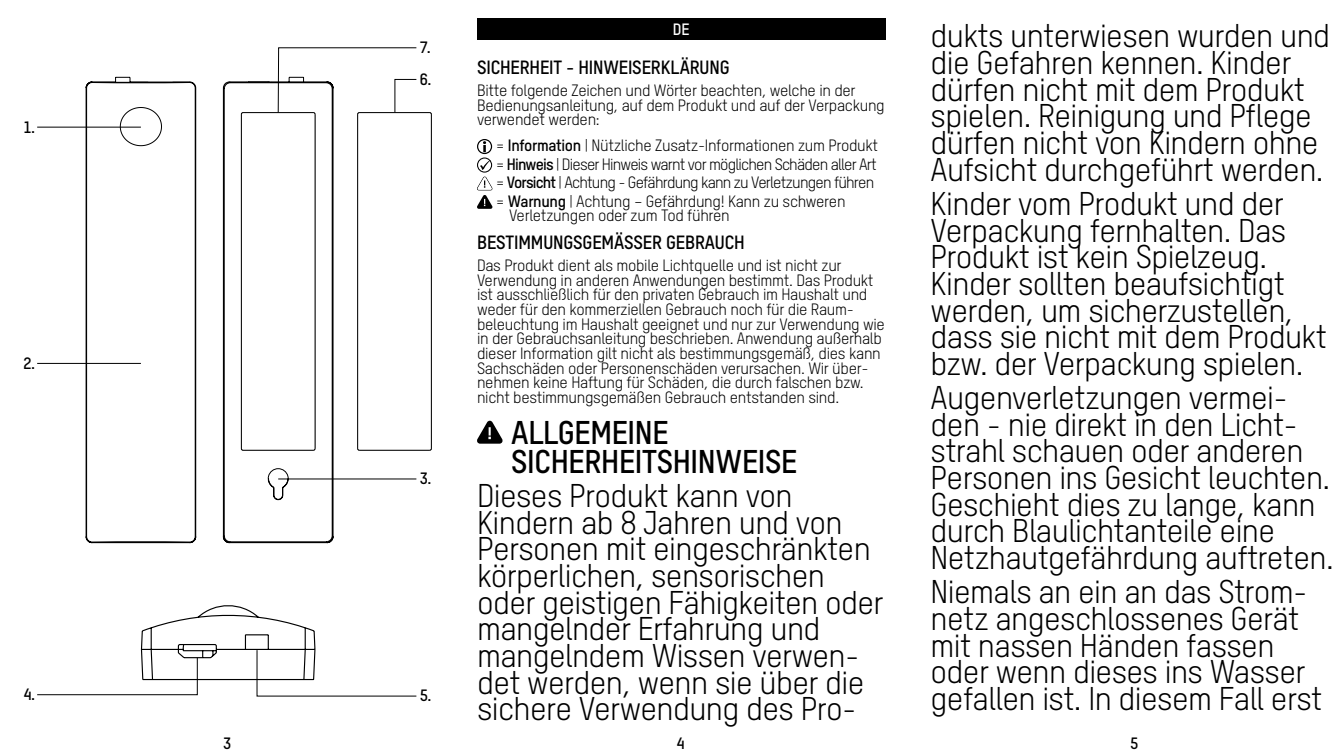 7.
6.
1.
2.
3.
4.
5.
3
DE
SICHERHEIT - HINWEISERKLÄRUNG
Bitte folgende Zeichen und Wörter beachten, welche in der
Bedienungsanleitung, auf dem Produkt und auf der Verpackung
verwendet werden:
= Information | Nützliche Zusatz-Informationen zum Produkt
= Hinweis | Dieser Hinweis warnt vor möglichen Schäden aller Art
= Vorsicht | Achtung - Gefährdung kann zu Verletzungen führen
= Warnung | Achtung – Gefährdung! Kann zu schweren
Verletzungen oder zum Tod führen
BESTIMMUNGSGEMÄSSER GEBRAUCH
Das Produkt dient als mobile Lichtquelle und ist nicht zur
Verwendung in anderen Anwendungen bestimmt. Das Produkt
ist ausschließlich für den privaten Gebrauch im Haushalt und
weder für den kommerziellen Gebrauch noch für die Raum-
beleuchtung im Haushalt geeignet und nur zur Verwendung wie
in der Gebrauchsanleitung beschrieben. Anwendung außerhalb
dieser Information gilt nicht als bestimmungsgemäß, dies kann
Sachschäden oder Personenschäden verursachen. Wir über-
nehmen keine Haftung für Schäden, die durch falschen bzw.
nicht bestimmungsgemäßen Gebrauch entstanden sind.
ALLGEMEINE
SICHERHEITSHINWEISE
Dieses Produkt kann von
Kindern ab 8 Jahren und von
Personen mit eingeschränkten
körperlichen, sensorischen
oder geistigen Fähigkeiten oder
mangelnder Erfahrung und
mangelndem Wissen verwen-
det werden, wenn sie über die
sichere Verwendung des Pro-
4
dukts unterwiesen wurden und
die Gefahren kennen. Kinder
dürfen nicht mit dem Produkt
spielen. Reinigung und Pflege
dürfen nicht von Kindern ohne
Aufsicht durchgeführt werden.
Kinder vom Produkt und der
Verpackung fernhalten. Das
Produkt ist kein Spielzeug.
Kinder sollten beaufsichtigt
werden, um sicherzustellen,
dass sie nicht mit dem Produkt
bzw. der Verpackung spielen.
Augenverletzungen vermei-
den - nie direkt in den Licht-
strahl schauen oder anderen
Personen ins Gesicht leuchten.
Geschieht dies zu lange, kann
durch Blaulichtanteile eine
Netzhautgefährdung auftreten.
Niemals an ein an das Strom-
netz angeschlossenes Gerät
mit nassen Händen fassen
oder wenn dieses ins Wasser
gefallen ist. In diesem Fall erst
5